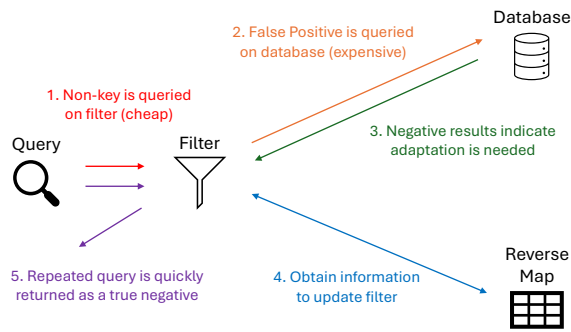 Database
2. False Positive is queried
on database (expensive)
1. Non-key is queried
on filter (cheap)
3. Negative results indicate
adaptation is needed
Query
Filter
Reverse
Map
5. Repeated query is quickly
returned as a true negative
4. Obtain information
to update filter